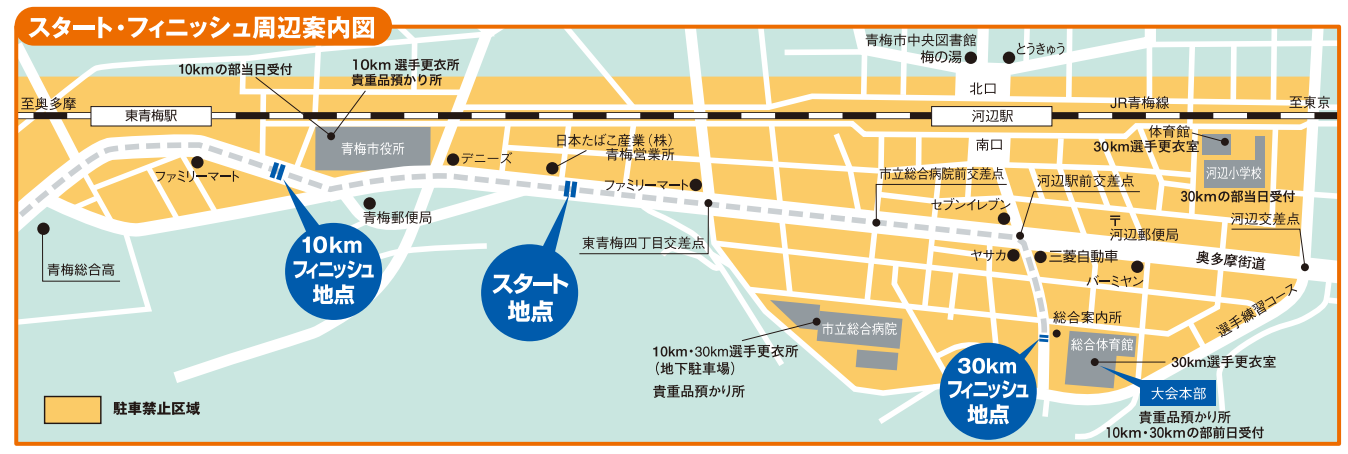 スタート・フィニッシュ周辺案内図
青梅市中央図書館
梅の湯
とうきゅう
10kmの部当日受付
10km 選手更衣所
貴重品預かり所
北口
至奥多摩
JR青梅線
至東京
東青梅駅
河辺駅
日本たばこ産業（株）
青梅営業所
南口
体育館
30km選手更衣室
青梅市役所
デニーズ
ファミリーマート
ファミリーマート
市立総合病院前交差点
河辺駅前交差点
河辺小学校
30kmの部当日受付
セブンイレブン
〒
河辺郵便局
河辺交差点
青梅郵便局
東青梅四丁目交差点
10km
フィニッシュ
地点
スタート
地点
青梅総合高
ヤサカ
三菱自動車
奥多摩街道
バーミヤン
選手練習コース
市立総合病院
総合案内所
総合体育館
10km・30km選手更衣所
（地下駐車場）
貴重品預かり所
30km
フィニッシュ
地点
30km選手更衣室
大会本部
貴重品預かり所
10km・30kmの部前日受付
駐車禁止区域